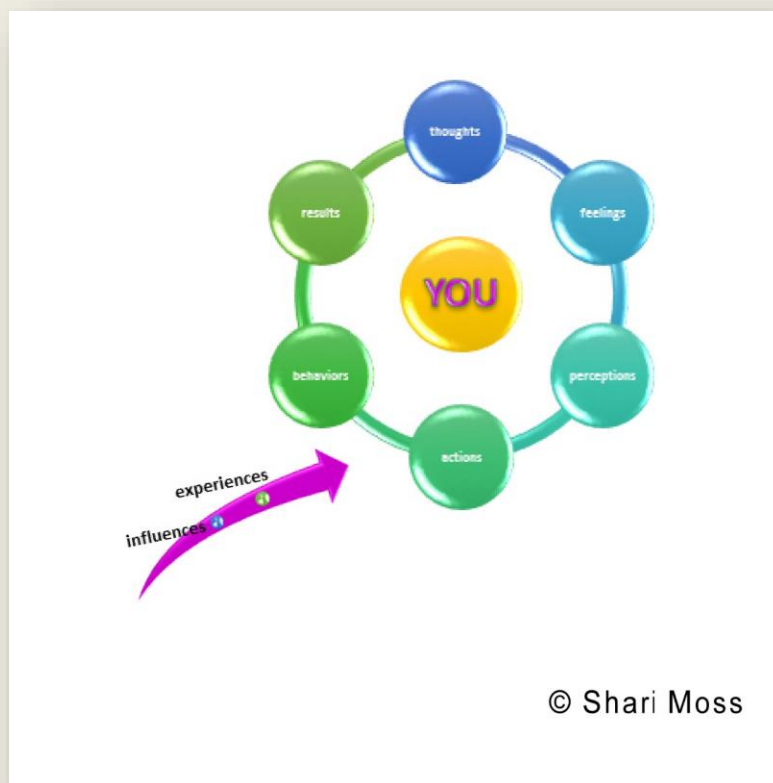 thoughts
results
feelings
YOU
behaviors
perceptions
actions
experiences
influences
© Shari Moss